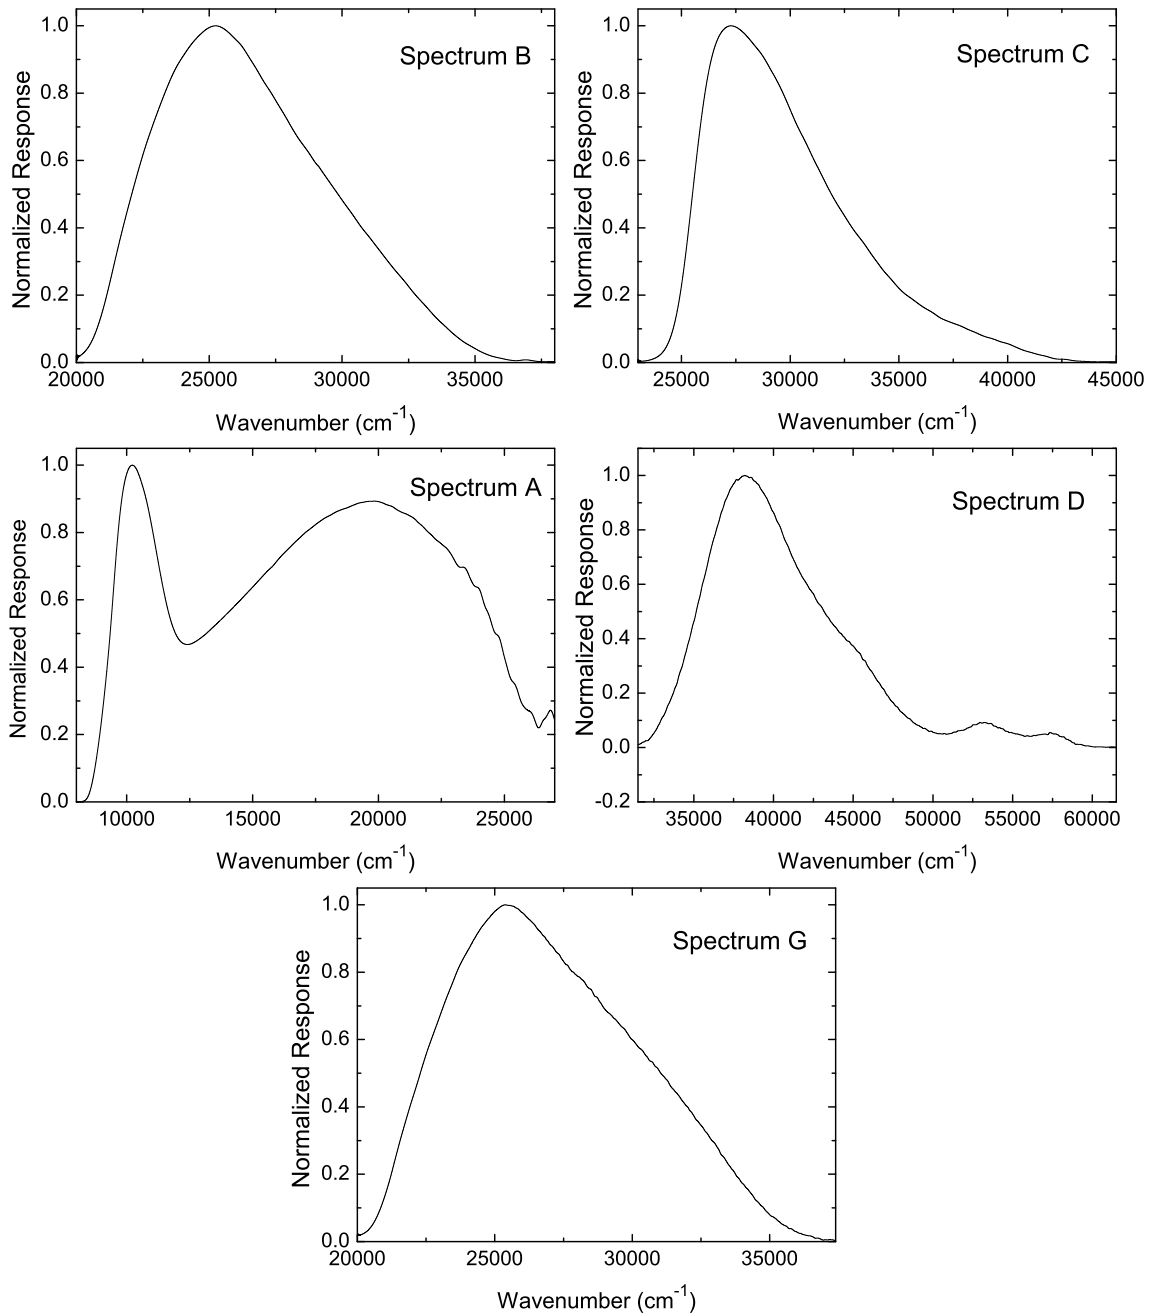 Spectrum B
Normalized Response
1.0
0.8
0.6
0.4
0.2
0.0
20000 25000 30000 35000
Wavenumber (cm-1)
Spectrum C
Normalized Response
1.0
0.8
0.6
0.4
0.2
0.0
25000 30000 35000 40000 45000
Wavenumber (cm-1)
Spectrum A
Normalized Response
1.0
0.8
0.6
0.4
0.2
0.0
10000 15000 20000 25000
Wavenumber (cm-1)
Spectrum D
Normalized Response
1.0
0.8
0.6
0.4
0.2
0.0
-0.2
35000 40000 45000 50000 55000 60000
Wavenumber (cm-1)
Spectrum G
Normalized Response
1.0
0.8
0.6
0.4
0.2
0.0
20000 25000 30000 35000
Wavenumber (cm-1)